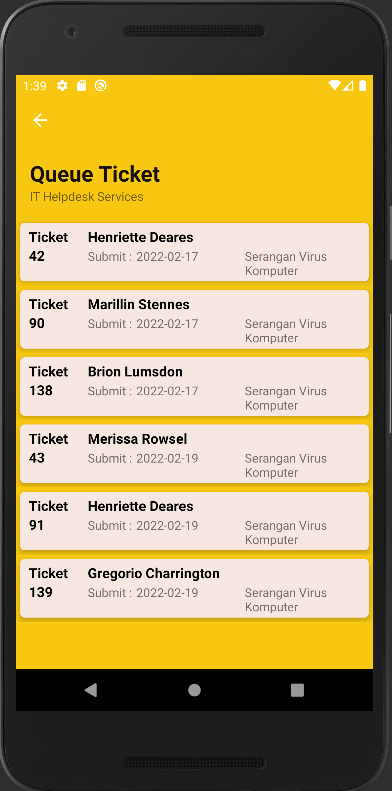 1:39
Queue Ticket
IT Helpdesk Services
Ticket Henriette Deares
42 Submit : 2022-02-17 Serangan Virus
Komputer
Ticket Marillin Stennes
90 Submit : 2022-02-17 Serangan Virus
Komputer
Ticket Brion Lumsdon
138 Submit : 2022-02-17 Serangan Virus
Komputer
Ticket Merissa Rowsel
43 Submit : 2022-02-19 Serangan Virus
Komputer
Ticket Henriette Deares
91 Submit : 2022-02-19 Serangan Virus
Komputer
Ticket Gregorio Charrington
139 Submit : 2022-02-19 Serangan Virus
Komputer